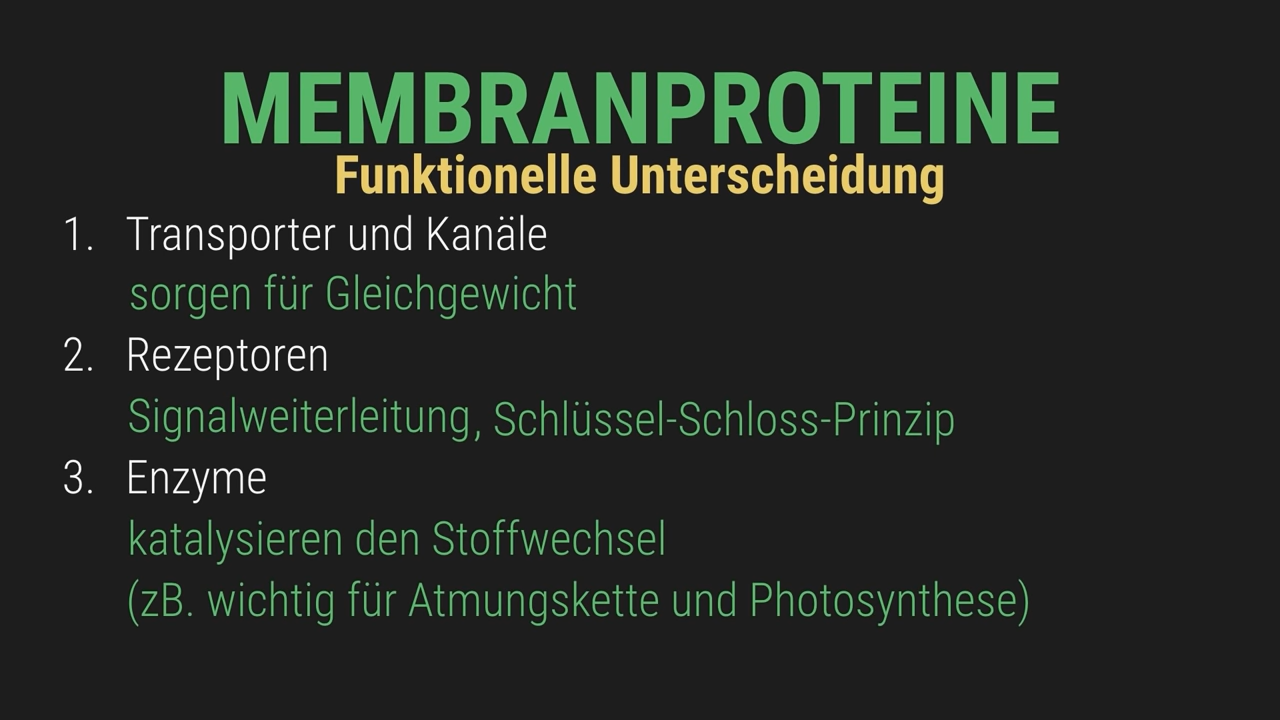 MEMBRANPROTEINE
Funktionelle Unterscheidung
1. Transporter und Kanäle
sorgen für Gleichgewicht
2. Rezeptoren
Signalweiterleitung, Schlüssel-Schloss-Prinzip
3. Enzyme
katalysieren den Stoffwechsel
(zB. wichtig für Atmungskette und Photosynthese)